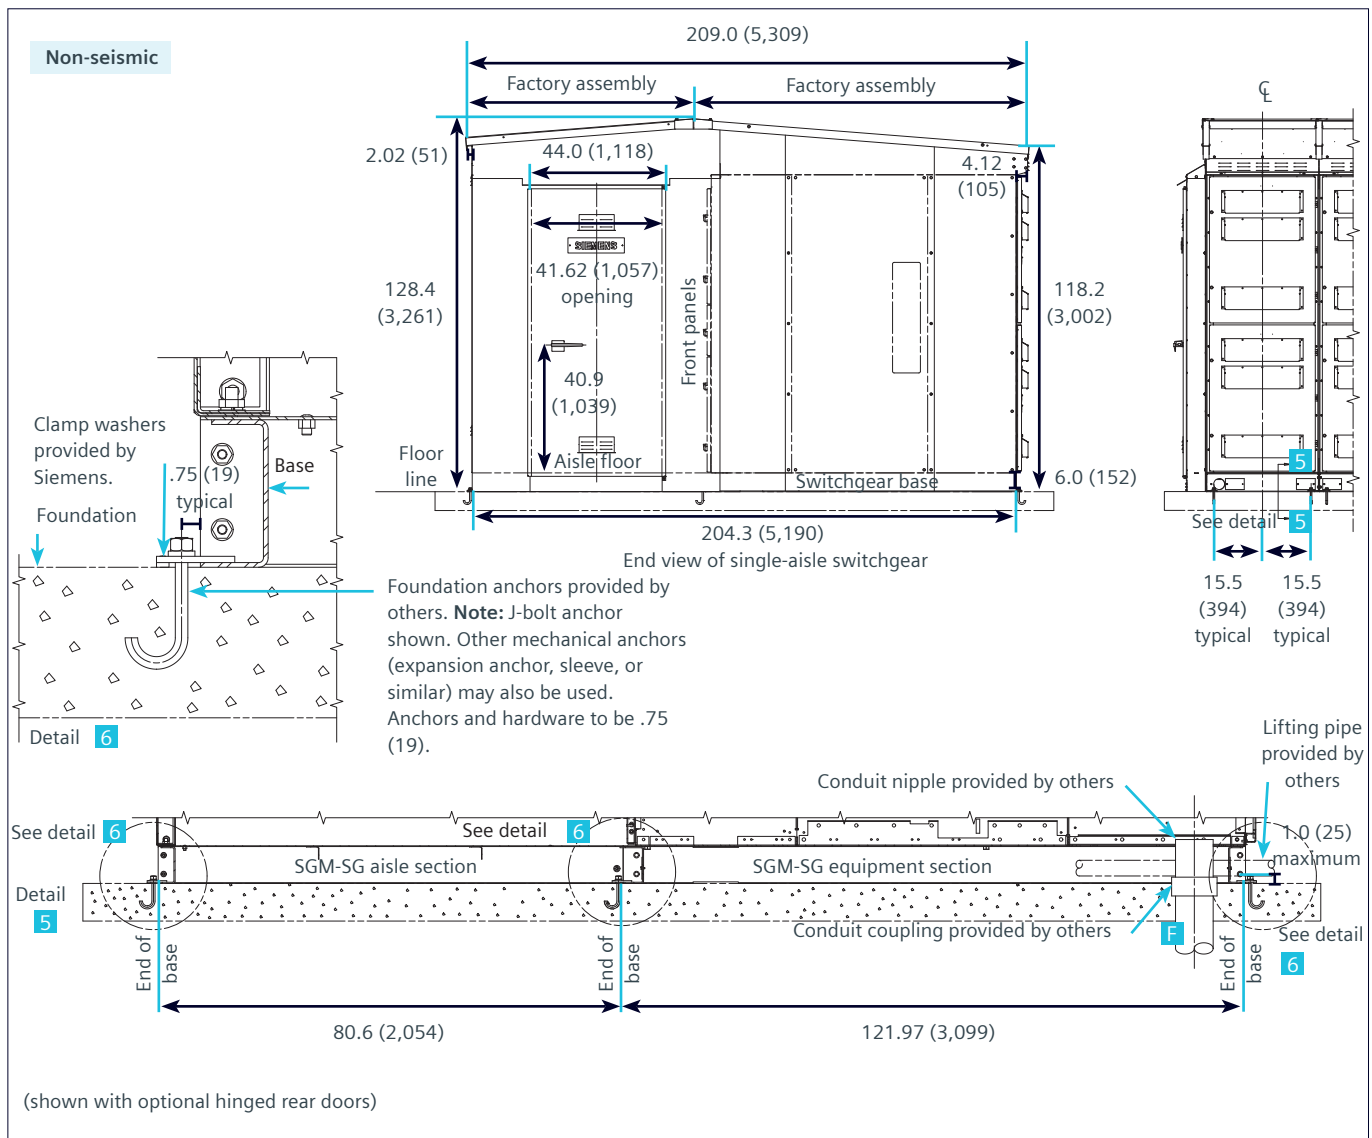 Non-seismic
209.0 (5,309)
Factory assembly
Factory assembly
2.02 (51)
44.0 (1,118)
4.12
(105)
SIEMENS
41.62 (1,057)
opening
128.4
(3,261)
Front panels
118.2
(3,002)
40.9
(1,039)
Floor
line
Aisle floor
Switchgear base
6.0 (152)
204.3 (5,190)
End view of single-aisle switchgear
CL
5
See detail 5
15.5
(394)
typical
15.5
(394)
typical
Clamp washers
provided by
Siemens.
.75 (19)
typical
Base
Foundation
Foundation anchors provided by
others. Note: J-bolt anchor
shown. Other mechanical anchors
(expansion anchor, sleeve, or
similar) may also be used.
Anchors and hardware to be .75
(19).
Detail 6
Lifting pipe
provided by
others
Conduit nipple provided by others
See detail 6
See detail 6
1.0 (25)
maximum
SGM-SG aisle section
SGM-SG equipment section
Detail
5
Conduit coupling provided by others
F
See detail
6
End of
base
End of
base
End of
base
80.6 (2,054)
121.97 (3,099)
(shown with optional hinged rear doors)